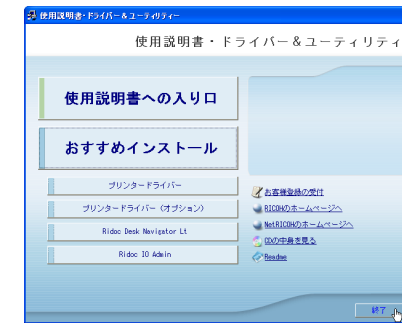 使用説明書・ドライバー＆ユーティリティー
使用説明書・ドライバー＆ユーティリティ
使用説明書への入り口
おすすめインストール
プリンタードライバー
プリンタードライバー（オプション）
Ridoc Desk Navigator Lt
Ridoc IO Admin
お客様登録の受付
RICOHのホームページへ
NetRICOHのホームページへ
CDの中身を見る
Readme
終了